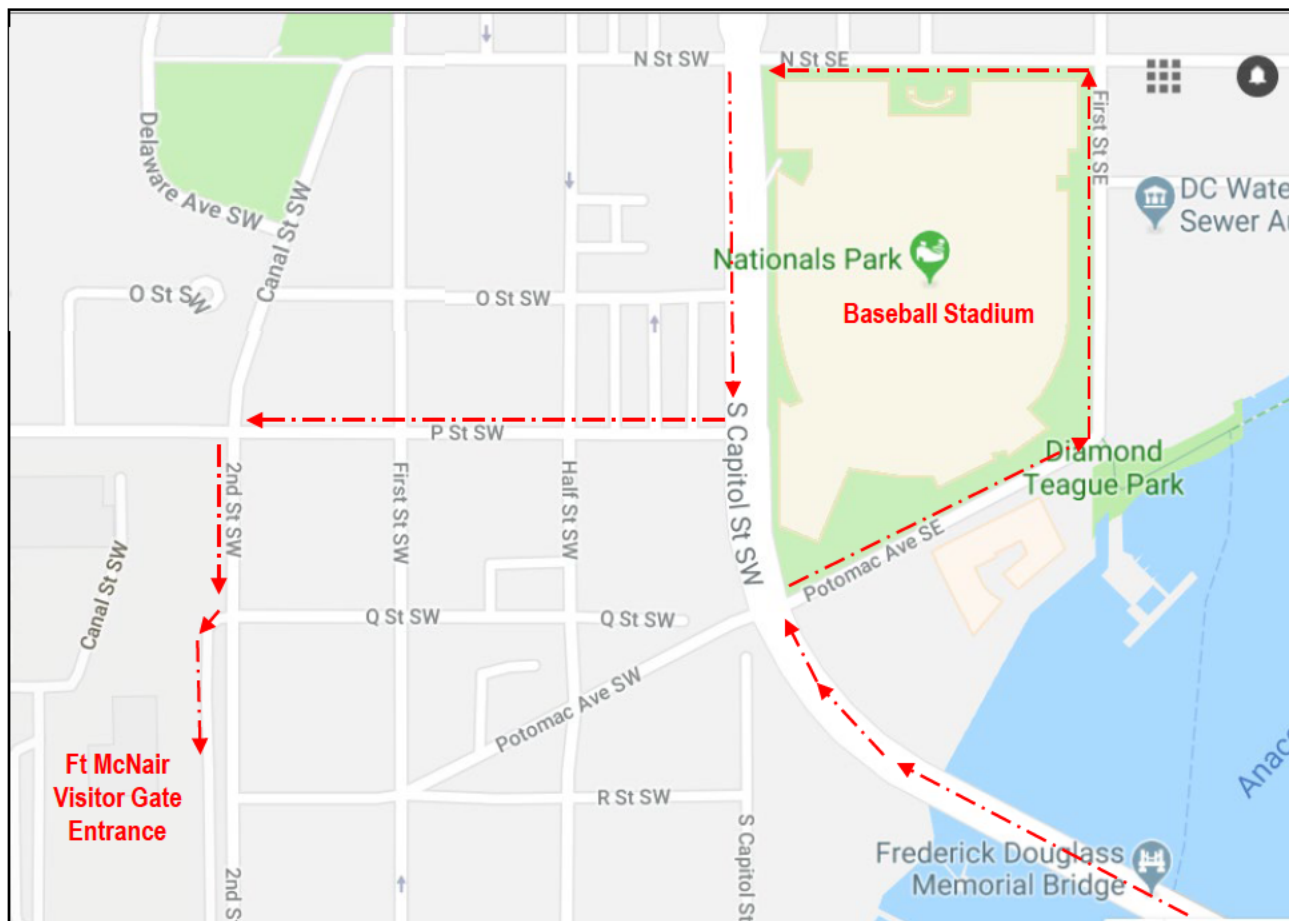 N St SW
N St SE
Delaware Ave SW
Canal St SW
First St SE
DC Wate
Sewer Au
Nationals Park
Baseball Stadium
O St SW
O St SW
P St SW
S Capitol St SW
Diamond
Teague Park
2nd St SW
First St SW
Half St SW
Potomac Ave SE
Canal St SW
Q St SW
Q St SW
Potomac Ave SW
Ft McNair
Visitor Gate
Entrance
R St SW
Anaco
S Capitol St
Frederick Douglass
Memorial Bridge
2nd S